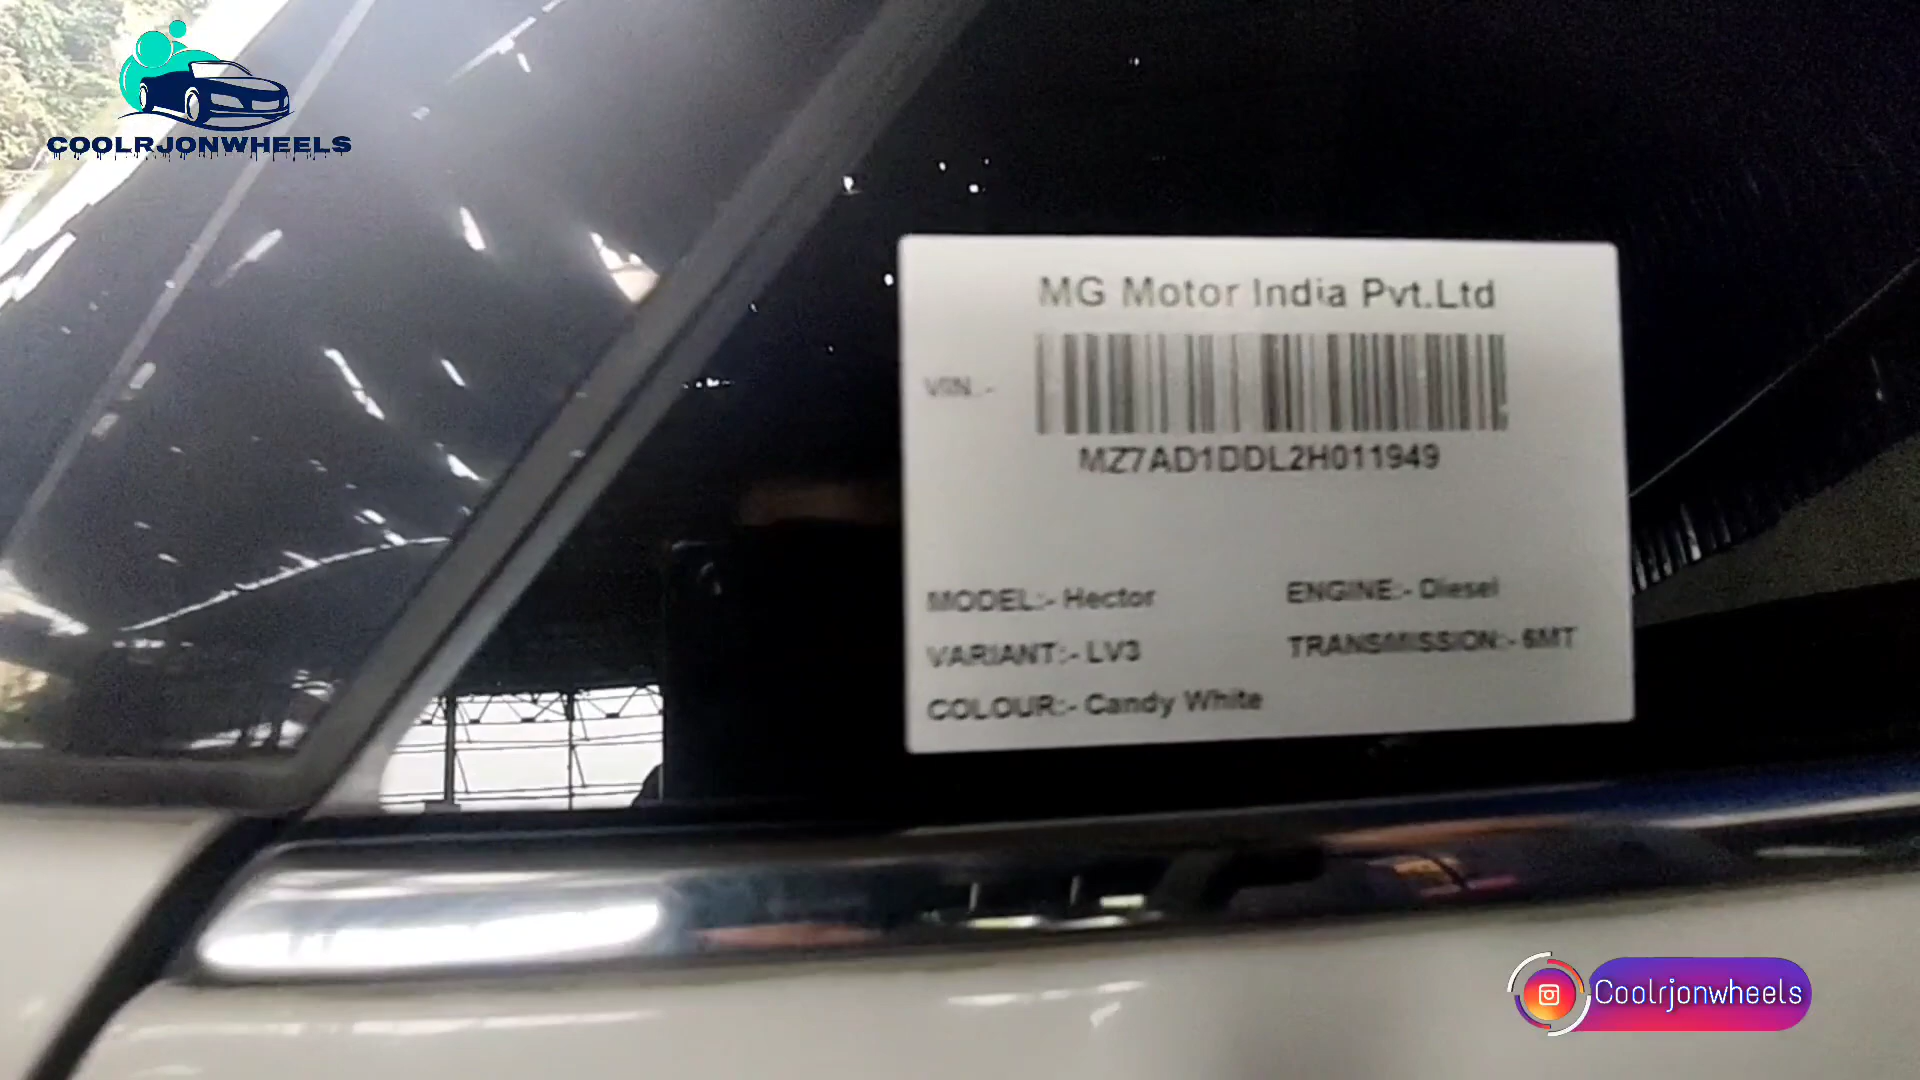 COOLRJONWHEELS
MG Motor India Pvt.Ltd
VIN.:-
MZ7AD1DDL2H011949
MODEL:- Hector
ENGINE:- Diesel
VARIANT:- LV3
TRANSMISSION:- 6MT
COLOUR:- Candy White
Coolrjonwheels